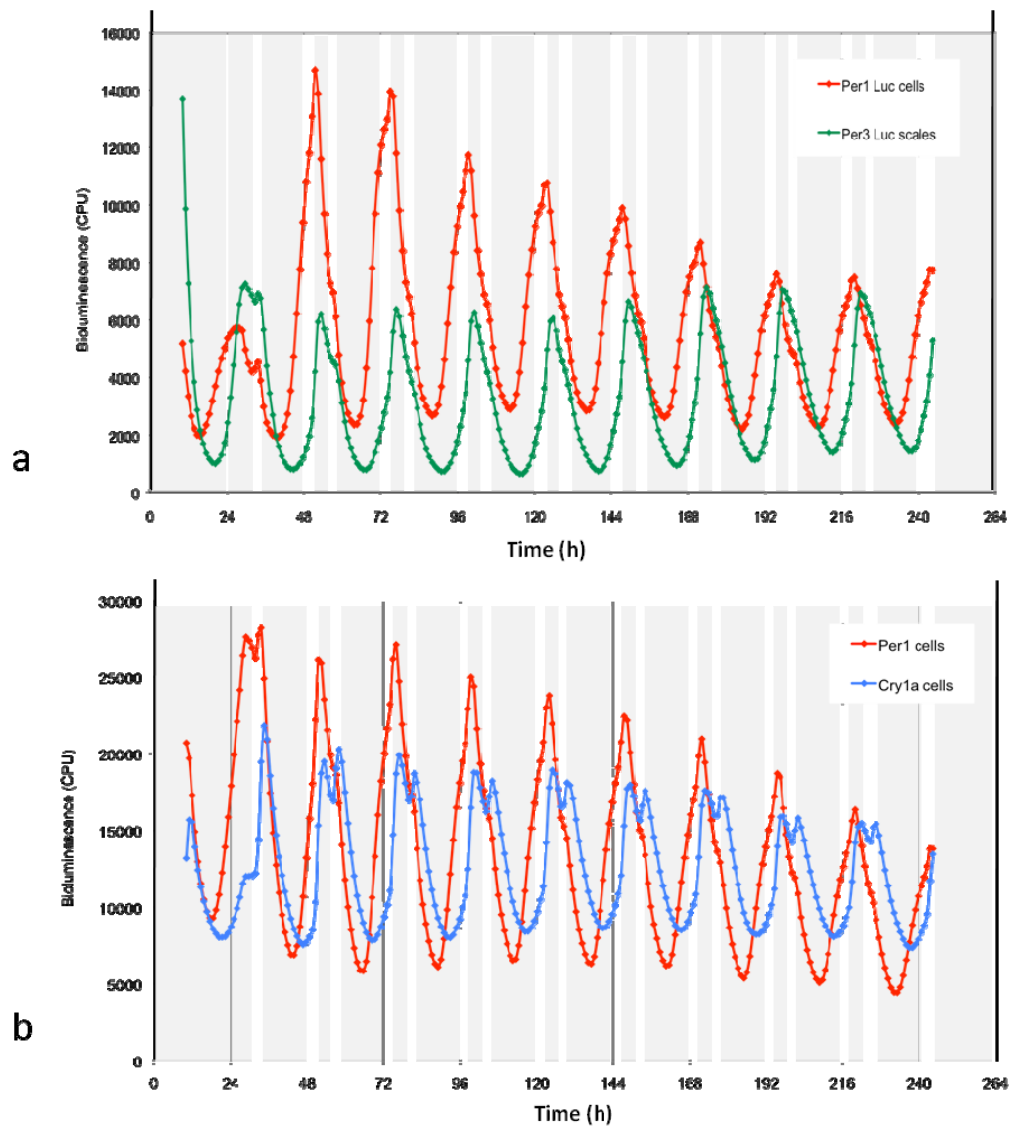 a
16000
14000
12000
10000
8000
6000
4000
2000
0
Bioluminescence (CPU)
Per1 Luc cells
Per3 Luc scales
0 24 48 72 96 120 144 168 192 216 240 264
Time (h)
b
30000
25000
20000
15000
10000
5000
0
Bioluminescence (CPU)
Per1 cells
Cry1a cells
0 24 48 72 96 120 144 168 192 216 240 264
Time (h)